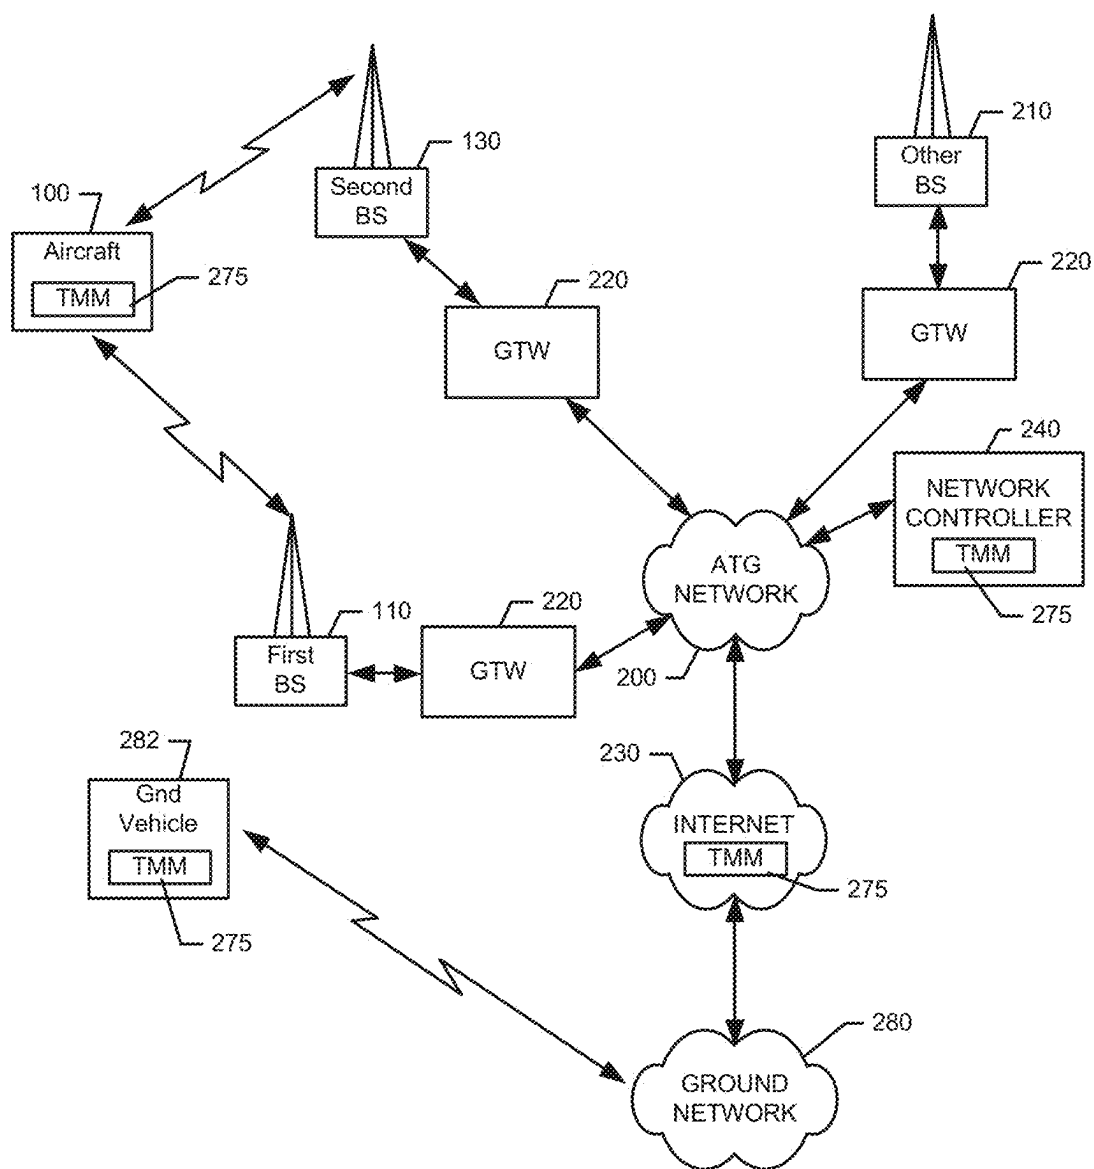 210
Other
BS
130
Second
BS
100
Aircraft
TMM
275
220
GTW
220
GTW
240
NETWORK
CONTROLLER
TMM
275
ATG
NETWORK
200
110
First
BS
220
GTW
282
Gnd
Vehicle
TMM
275
230
INTERNET
TMM
275
280
GROUND
NETWORK